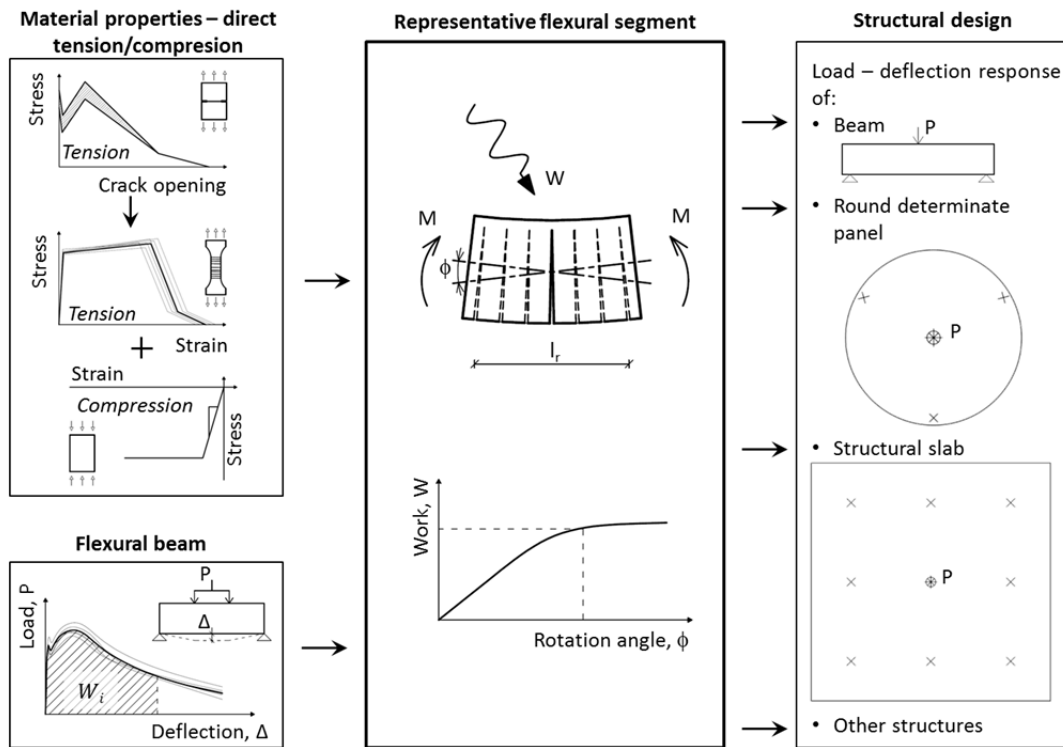 Material properties – direct
tension/compresion
Stress
Tension
Crack opening
Stress
Tension
Strain
Strain
Compression
Stress
Flexural beam
Load, P
P
Δ
W_i
Deflection, Δ
Representative flexural segment
W
M
M
ϕ
l_r
Work, W
Rotation angle, ϕ
Structural design
Load – deflection response
of:
• Beam
P
• Round determinate
panel
P
• Structural slab
P
• Other structures